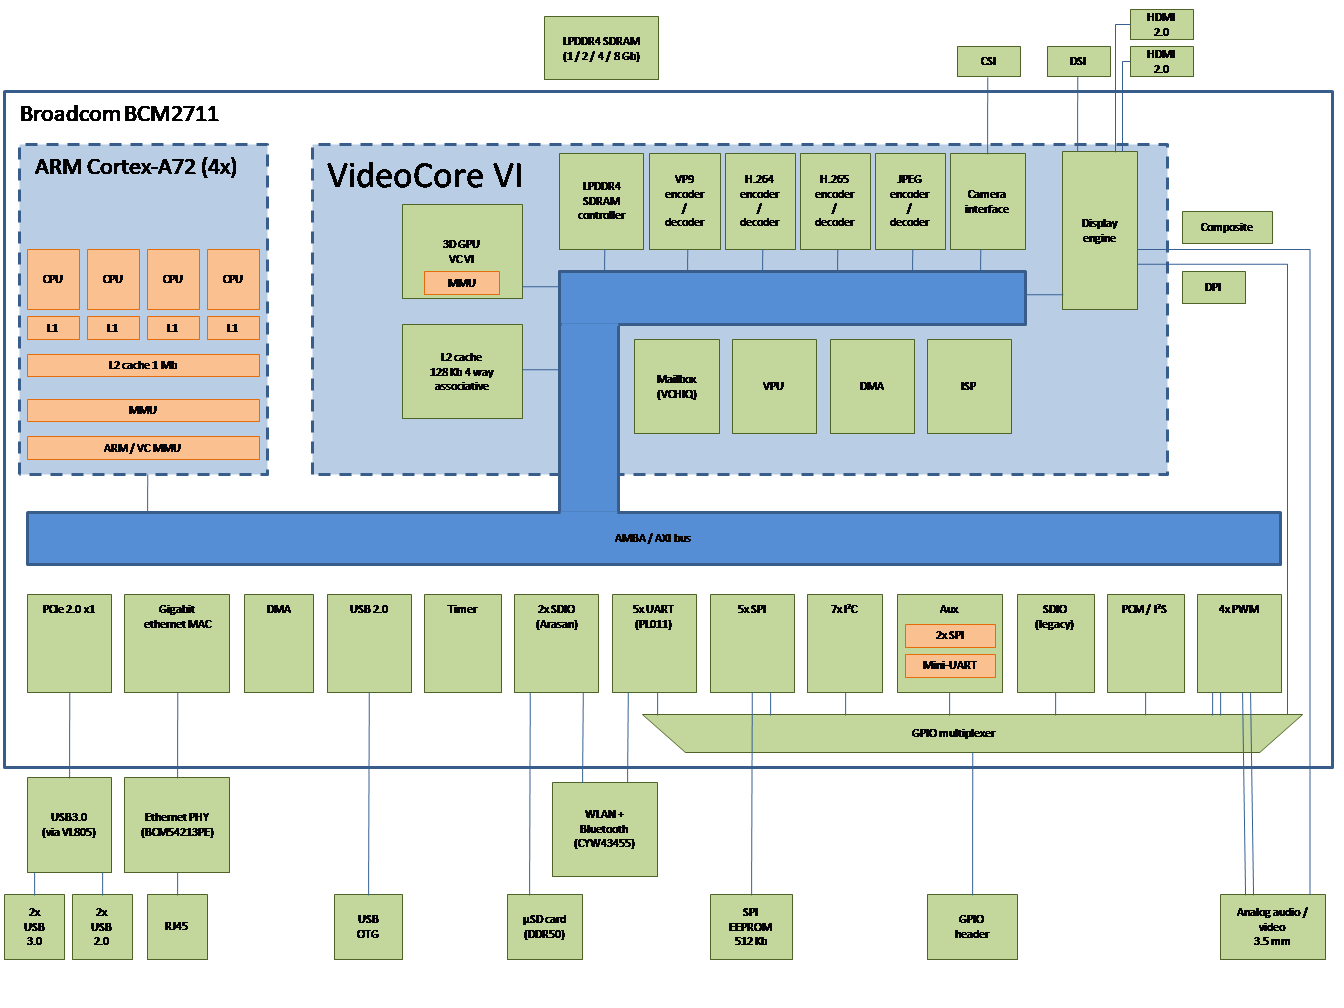 LPDDR4 SDRAM
(1 / 2 / 4 / 8 Gb)
CSI
DSI
HDMI
2.0
HDMI
2.0
Broadcom BCM2711
ARM Cortex-A72 (4x)
CPU
CPU
CPU
CPU
L1
L1
L1
L1
L2 cache 1 Mb
MMU
ARM / VC MMU
VideoCore VI
3D GPU
VC VI
MMU
L2 cache
128 Kb 4 way
associative
LPDDR4
SDRAM
controller
VP9
encoder
/
decoder
H.264
encoder
/
decoder
H.265
encoder
/
decoder
JPEG
encoder
/
decoder
Camera
interface
Display
engine
Composite
DPI
Mailbox
(VCHIQ)
VPU
DMA
ISP
AMBA / AXI bus
PCIe 2.0 x1
Gigabit
ethernet MAC
DMA
USB 2.0
Timer
2x SDIO
(Arasan)
5x UART
(PL011)
5x SPI
7x I²C
Aux
2x SPI
Mini-UART
SDIO
(legacy)
PCM / I²S
4x PWM
GPIO multiplexer
USB3.0
(via VL805)
Ethernet PHY
(BCM54213PE)
WLAN +
Bluetooth
(CYW43455)
2x
USB
3.0
2x
USB
2.0
RJ45
USB
OTG
µSD card
(DDR50)
SPI
EEPROM
512 Kb
GPIO
header
Analog audio /
video
3.5 mm